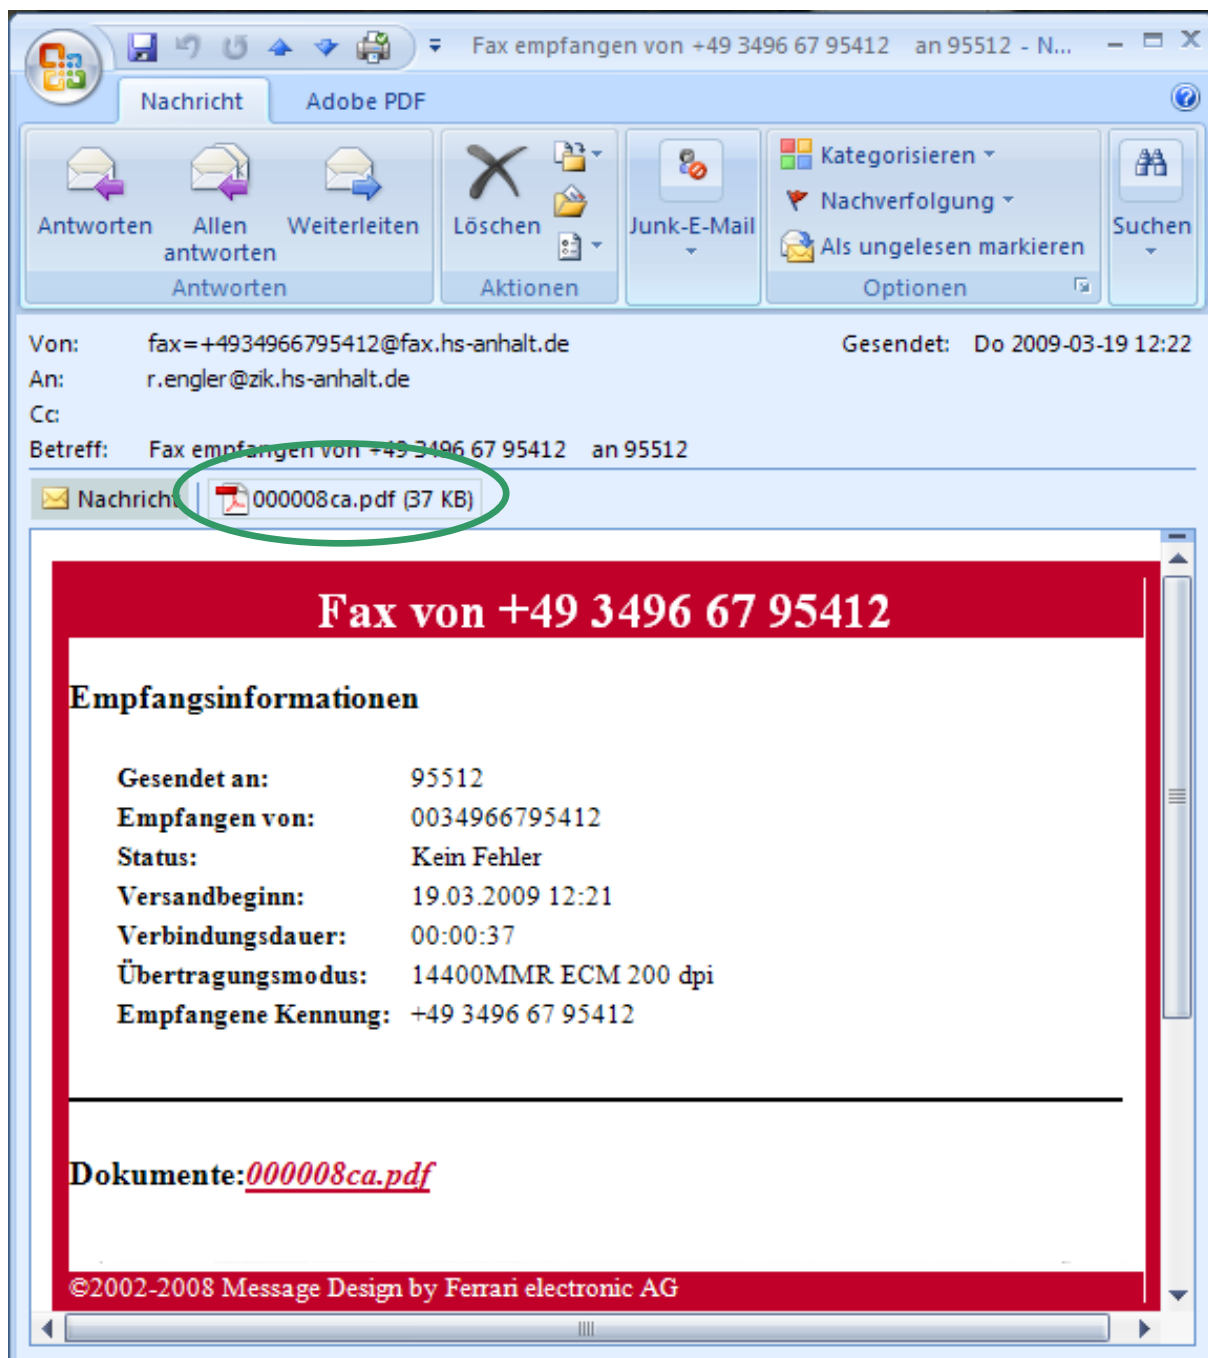 Fax empfangen von +49 3496 67 95412 an 95512 - N...
Nachricht Adobe PDF
Antworten Allen antworten Weiterleiten Löschen Junk-E-Mail Kategorisieren Nachverfolgung Als ungelesen markieren Suchen
Antworten Aktionen Optionen
Von: fax=+4934966795412@fax.hs-anhalt.de Gesendet: Do 2009-03-19 12:22
An: r.engler@zik.hs-anhalt.de
Cc:
Betreff: Fax empfangen von +49 3496 67 95412 an 95512
Nachricht 000008ca.pdf (37 KB)
Fax von +49 3496 67 95412
Empfangsinformationen
Gesendet an: 95512
Empfangen von: 0034966795412
Status: Kein Fehler
Versandbeginn: 19.03.2009 12:21
Verbindungsdauer: 00:00:37
Übertragungsmodus: 14400MMR ECM 200 dpi
Empfangene Kennung: +49 3496 67 95412
Dokumente:000008ca.pdf
©2002-2008 Message Design by Ferrari electronic AG